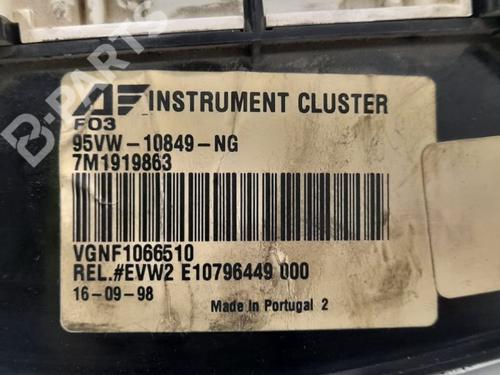 B-PARTS
AF INSTRUMENT CLUSTER
F03
95VW-10849-NG
7M1919863
VGNF1066510
REL.#EVW2 E10796449 000
16-09-98
Made in Portugal 2